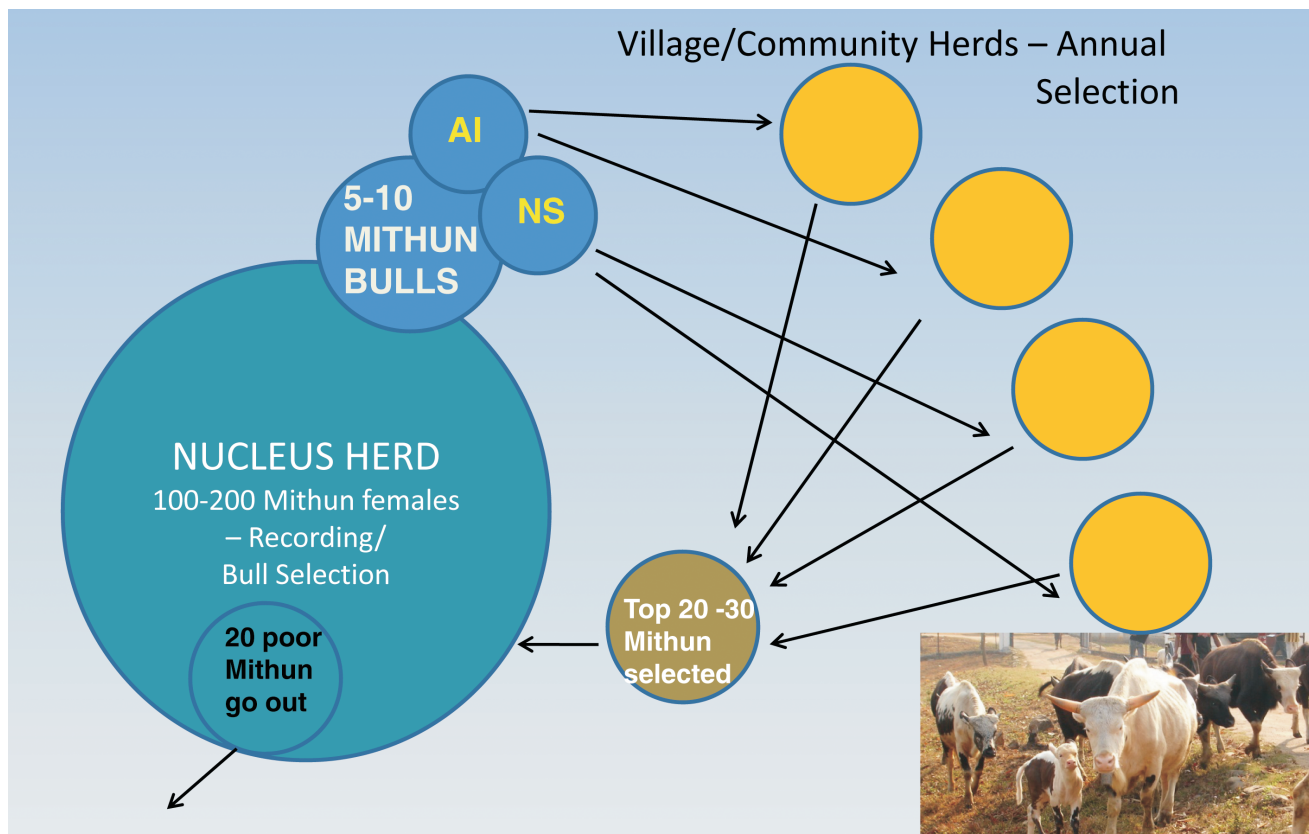 Village/Community Herds – Annual
Selection
AI
NS
5-10
MITHUN
BULLS
NUCLEUS HERD
100-200 Mithun females
– Recording/
Bull Selection
20 poor
Mithun
go out
Top 20 -30
Mithun
selected